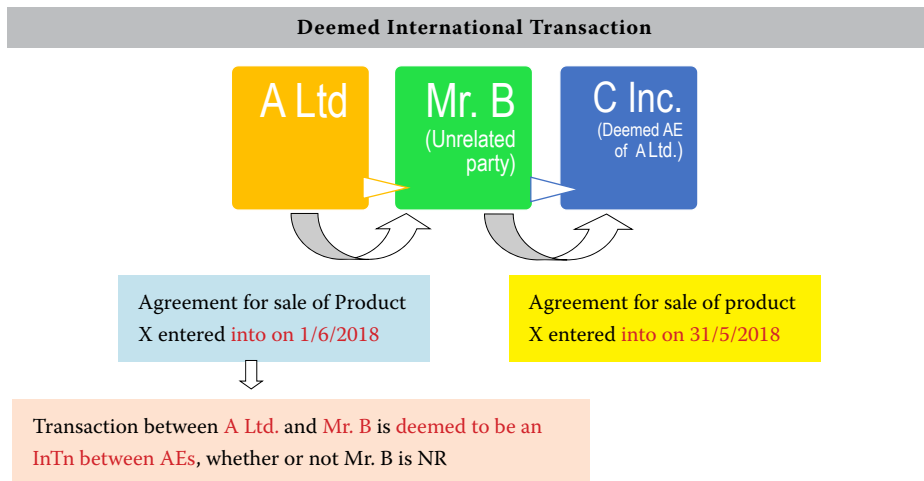 Deemed International Transaction
A Ltd
Mr. B
(Unrelated
party)
C Inc.
(Deemed AE
of A Ltd.)
Agreement for sale of Product
X entered into on 1/6/2018
Agreement for sale of product
X entered into on 31/5/2018
Transaction between A Ltd. and Mr. B is deemed to be an
InTn between AEs, whether or not Mr. B is NR